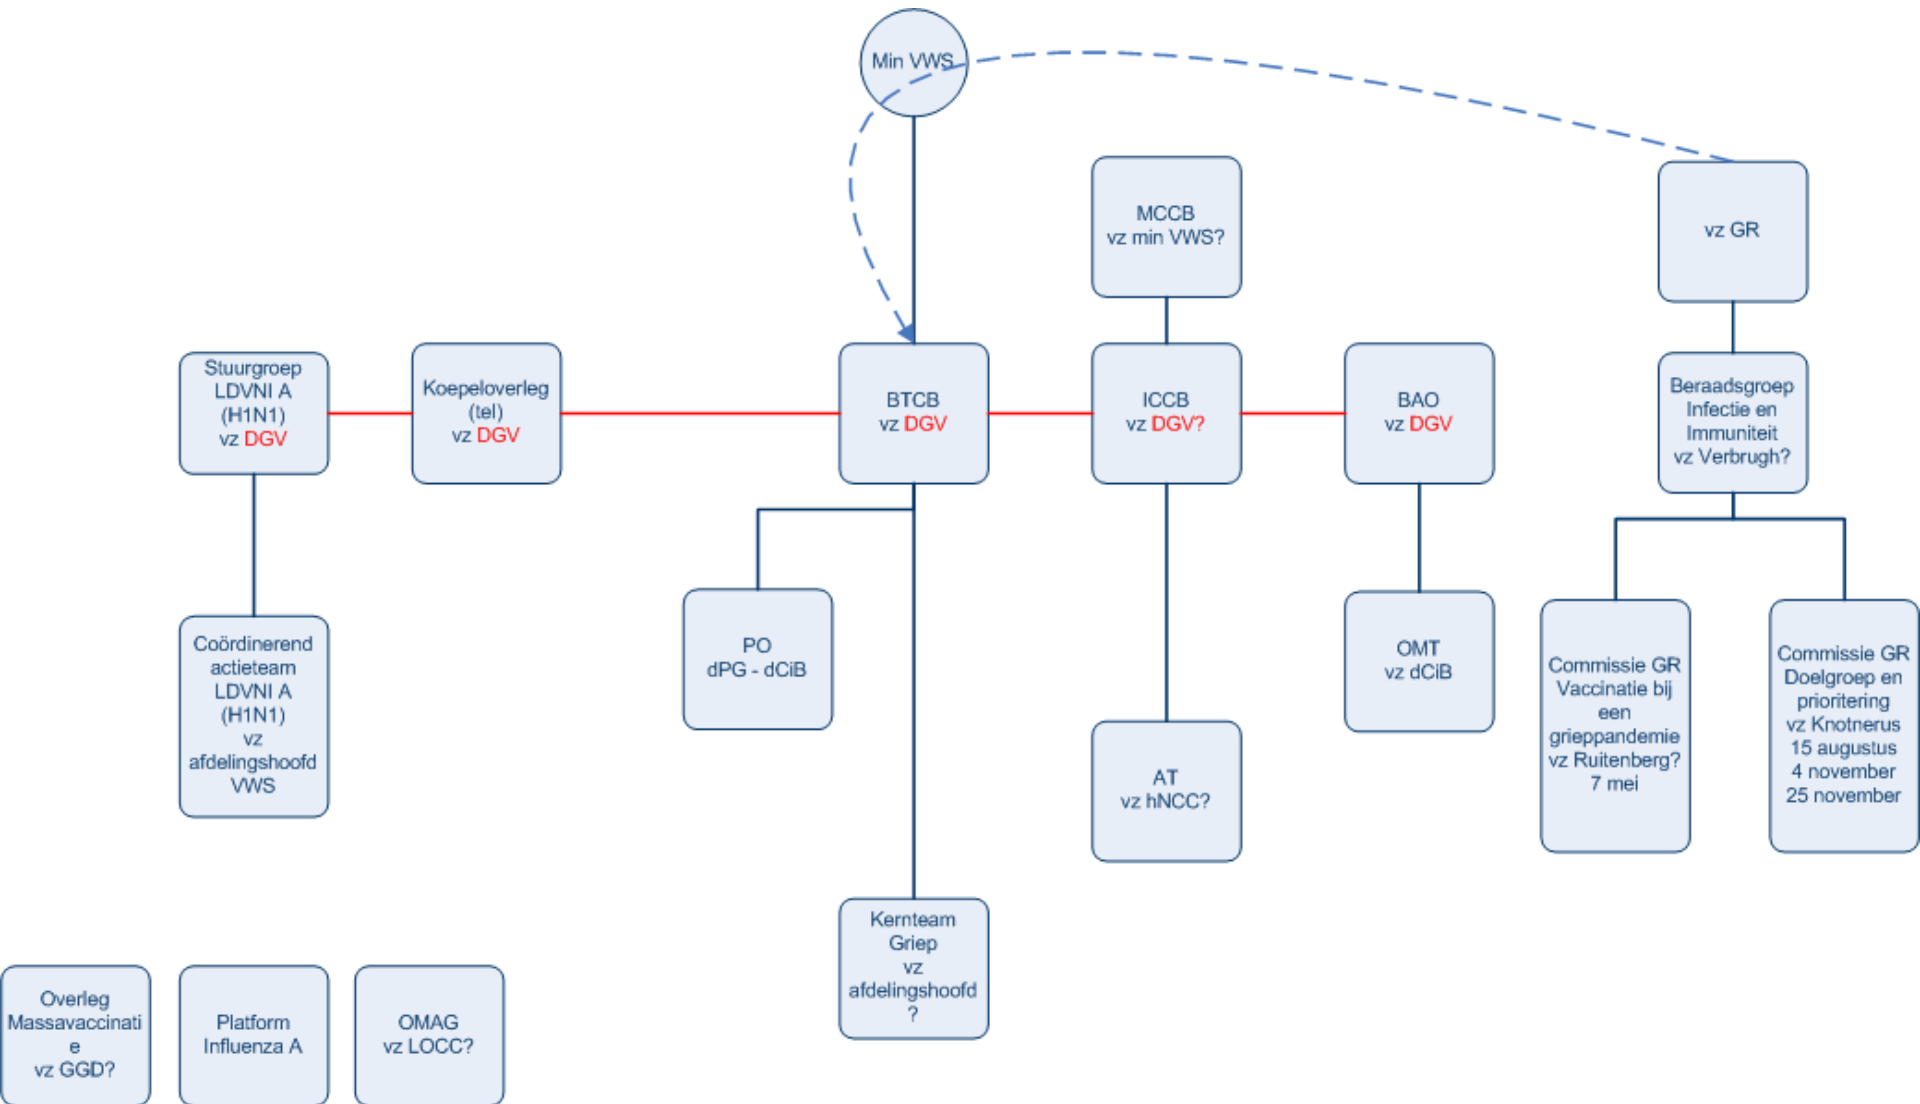 Min VWS
MCCB
vz min VWS?
vz GR
Stuurgroep
LDVNI A
(H1N1)
vz DGV
Koepeloverleg
(tel)
vz DGV
BTCB
vz DGV
ICCB
vz DGV?
BAO
vz DGV
Beraadsgroep
Infectie en
Immuniteit
vz Verbrugh?
Coördinerend
actieteam
LDVNI A
(H1N1)
vz
afdelingshoofd
VWS
PO
dPG - dCiB
OMT
vz dCiB
Commissie GR
Vaccinatie bij
een
grieppandemie
vz Ruitenberg?
7 mei
Commissie GR
Doelgroep en
prioritering
vz Knotnerus
15 augustus
4 november
25 november
AT
vz hNCC?
Kernteam
Griep
vz
afdelingshoofd
?
Overleg
Massavaccinati
e
vz GGD?
Platform
Influenza A
OMAG
vz LOCC?